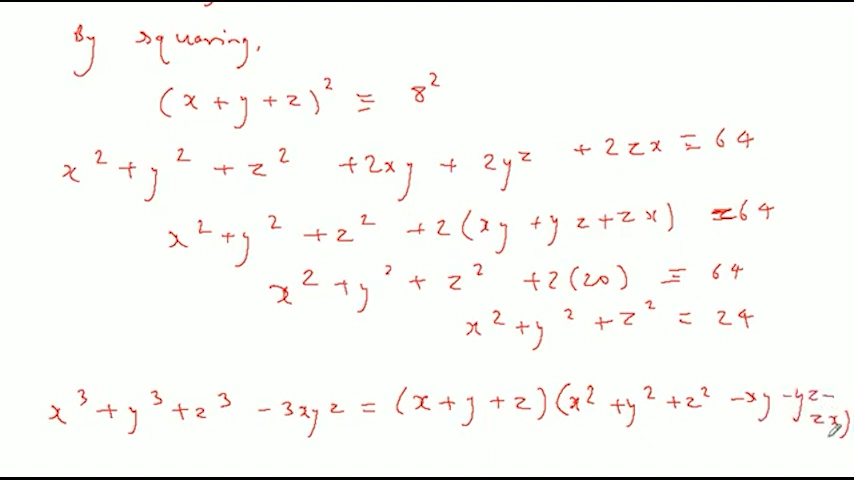 By squaring,
(x + y + z)² = 8²
x² + y² + z² + 2xy + 2yz + 2zx = 64
x² + y² + z² + 2(xy + yz + zx) = 64
x² + y² + z² + 2(20) = 64
x² + y² + z² = 24
x³ + y³ + z³ - 3xyz = (x + y + z)(x² + y² + z² - xy - yz -
zx)